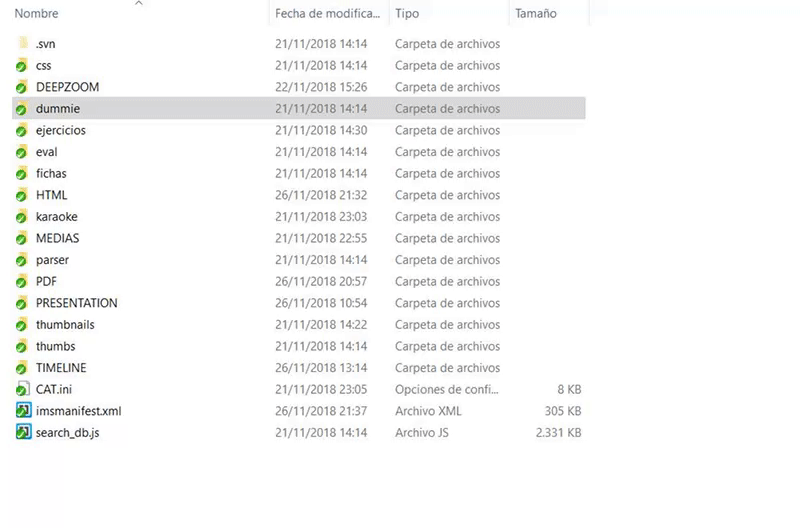 Nombre Fecha de modifica... Tipo Tamaño
.svn 21/11/2018 14:14 Carpeta de archivos
css 21/11/2018 14:14 Carpeta de archivos
DEEPZOOM 22/11/2018 15:26 Carpeta de archivos
dummie 21/11/2018 14:14 Carpeta de archivos
ejercicios 21/11/2018 14:30 Carpeta de archivos
eval 21/11/2018 14:14 Carpeta de archivos
fichas 21/11/2018 14:14 Carpeta de archivos
HTML 26/11/2018 21:32 Carpeta de archivos
karaoke 21/11/2018 23:03 Carpeta de archivos
MEDIAS 21/11/2018 22:55 Carpeta de archivos
parser 21/11/2018 14:14 Carpeta de archivos
PDF 26/11/2018 20:57 Carpeta de archivos
PRESENTATION 26/11/2018 10:54 Carpeta de archivos
thumbnails 21/11/2018 14:22 Carpeta de archivos
thumbs 21/11/2018 14:14 Carpeta de archivos
TIMELINE 26/11/2018 13:14 Carpeta de archivos
CAT.ini 21/11/2018 23:05 Opciones de confi... 8 KB
imsmanifest.xml 26/11/2018 21:37 Archivo XML 305 KB
search_db.js 21/11/2018 14:14 Archivo JS 2.331 KB